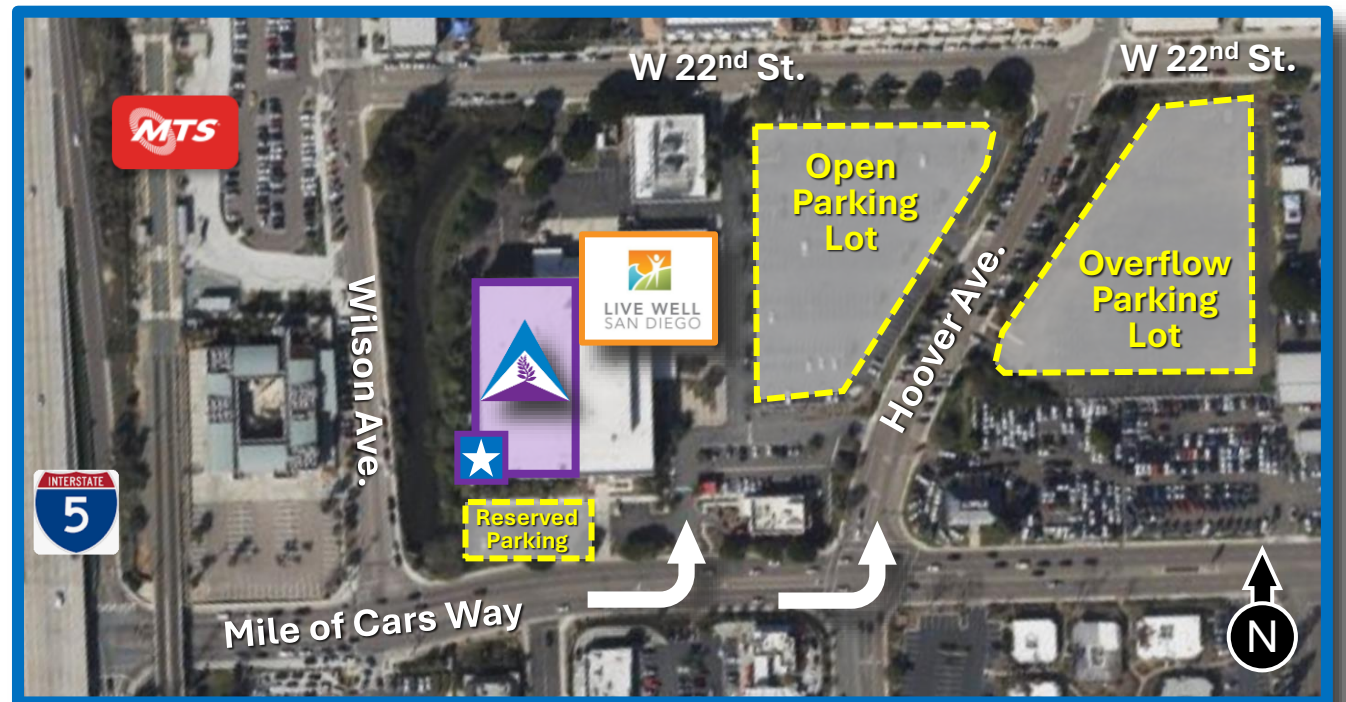 W 22nd St.
W 22nd St.
MTS
Open
Parking
Lot
Overflow
Parking
Lot
LIVE WELL
SAN DIEGO
Wilson Ave.
Hoover Ave.
INTERSTATE
5
Reserved
Parking
Mile of Cars Way
N